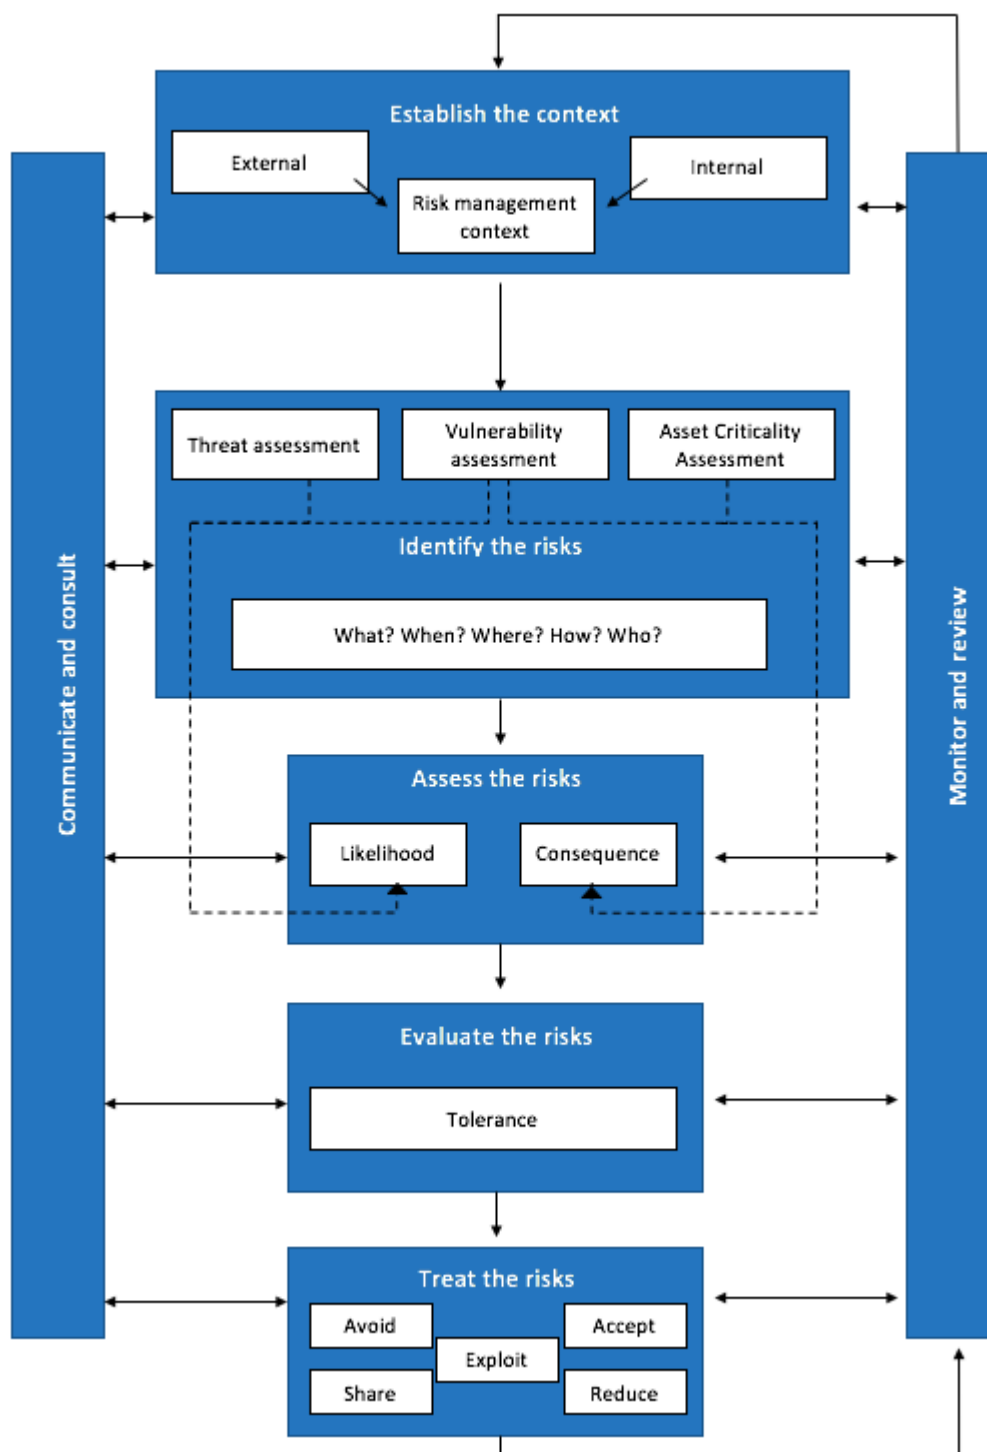 Establish the context
External
Internal
Risk management
context
Threat assessment
Vulnerability
assessment
Asset Criticality
Assessment
Identify the risks
What? When? Where? How? Who?
Communicate and consult
Monitor and review
Assess the risks
Likelihood
Consequence
Evaluate the risks
Tolerance
Treat the risks
Avoid
Accept
Exploit
Share
Reduce